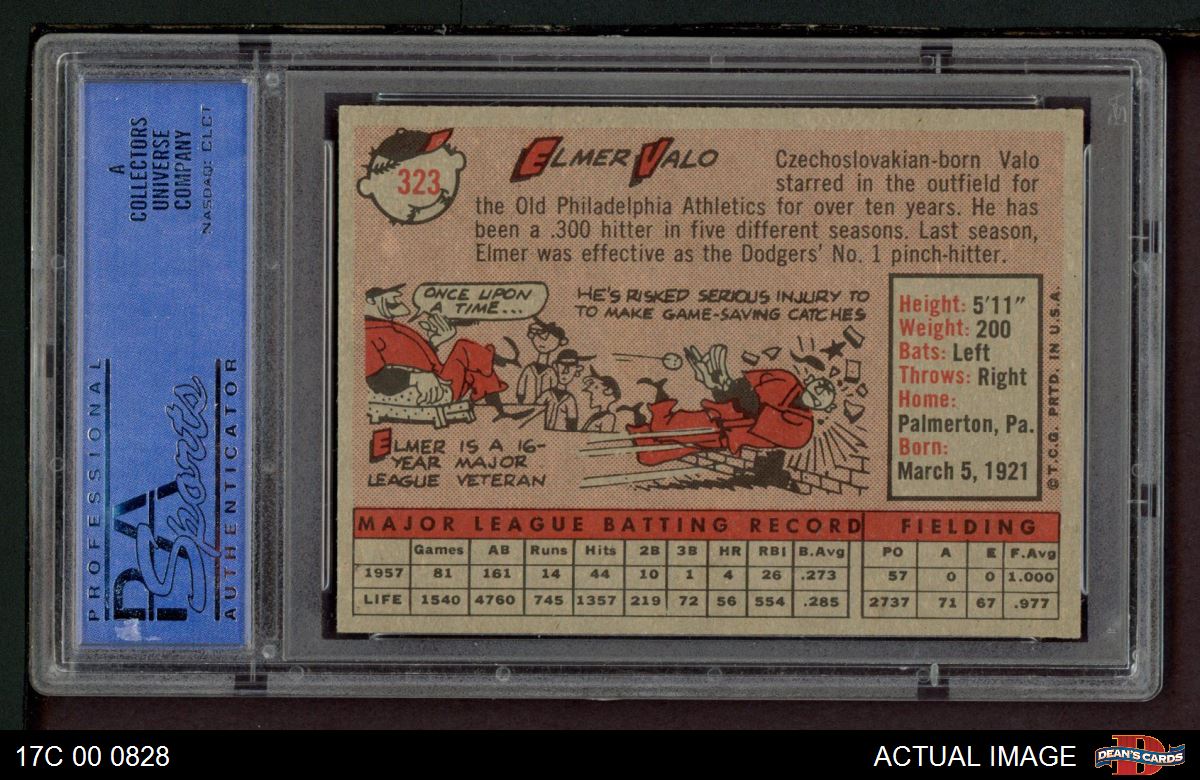 A
COLLECTORS
UNIVERSE
COMPANY
NASDAQ: CLCT
PROFESSIONAL
PSA
Sports
AUTHENTICATOR
323
ELMER VALO
Czechoslovakian-born Valo
starred in the outfield for
the Old Philadelphia Athletics for over ten years. He has
been a .300 hitter in five different seasons. Last season,
Elmer was effective as the Dodgers' No. 1 pinch-hitter.
ONCE UPON
A TIME...
HE'S RISKED SERIOUS INJURY TO
TO MAKE GAME-SAVING CATCHES
ELMER IS A 16-
YEAR MAJOR
LEAGUE VETERAN
Height: 5'11"
Weight: 200
Bats: Left
Throws: Right
Home:
Palmerton, Pa.
Born:
March 5, 1921
© T.C.G. PRTD. IN U.S.A.
MAJOR LEAGUE BATTING RECORD FIELDING
Games AB Runs Hits 2B 3B HR RBI B.Avg PO A E F.Avg
1957 81 161 14 44 10 1 4 26 .273 57 0 0 1.000
LIFE 1540 4760 745 1357 219 72 56 554 .285 2737 71 67 .977
17C 00 0828
ACTUAL IMAGE
D
DEAN'S CARDS